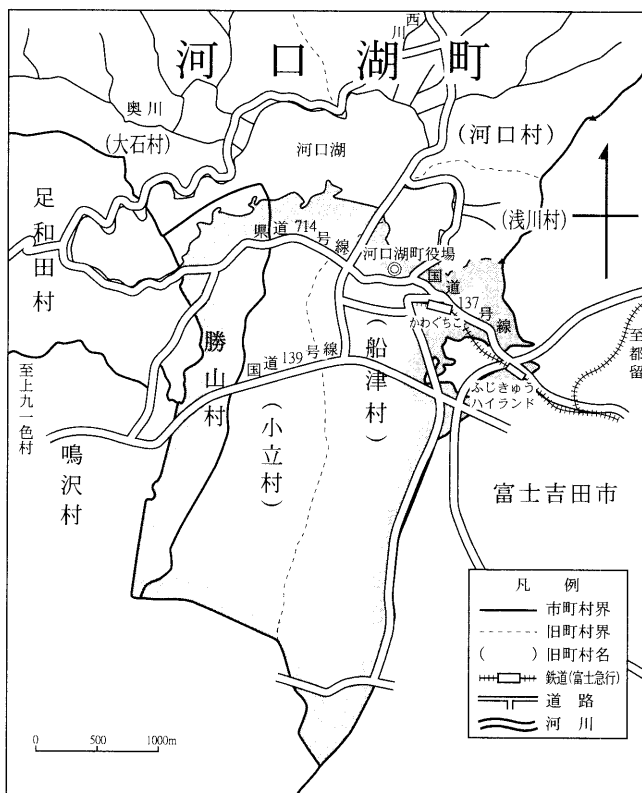 河口湖町
西川
奥川
(大石村)
河口湖
(河口村)
足和田村
(浅川村)
県道714号線
河口湖町役場
国道137号線
かわぐちこ
至都留
勝山村
国道139号線
(船津村)
ふじきゅう
ハイランド
至上九一色村
(小立村)
鳴沢村
富士吉田市
凡例
市町村界
旧町村界
( )旧町村名
鉄道(富士急行)
道路
河川
0 500 1000m